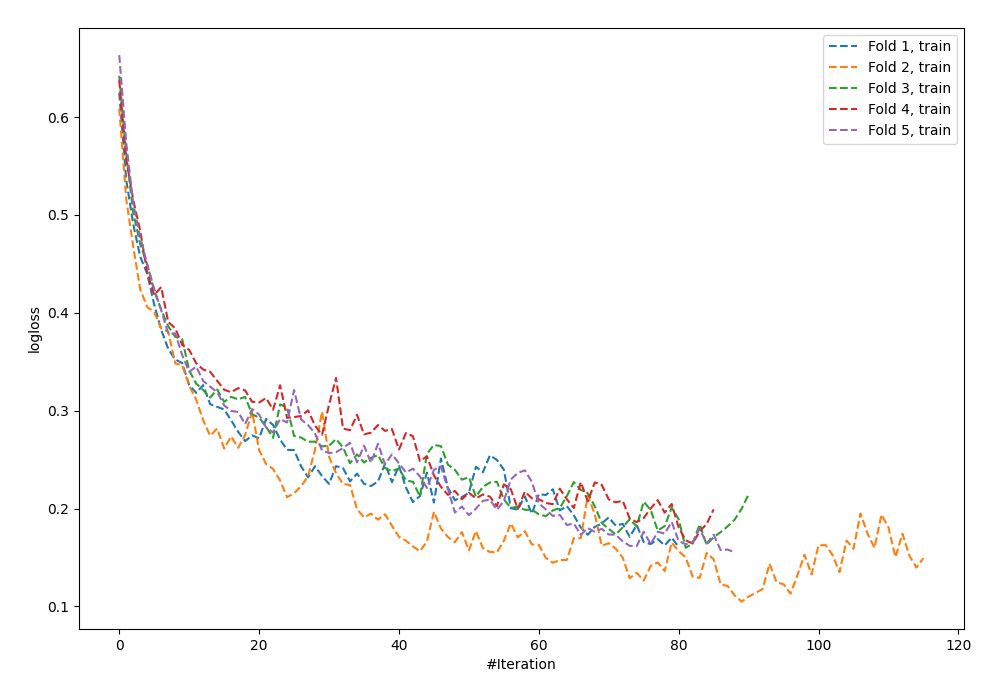 Fold 1, train
Fold 2, train
Fold 3, train
Fold 4, train
Fold 5, train
logloss
0.6
0.5
0.4
0.3
0.2
0.1
0 20 40 60 80 100 120
#Iteration